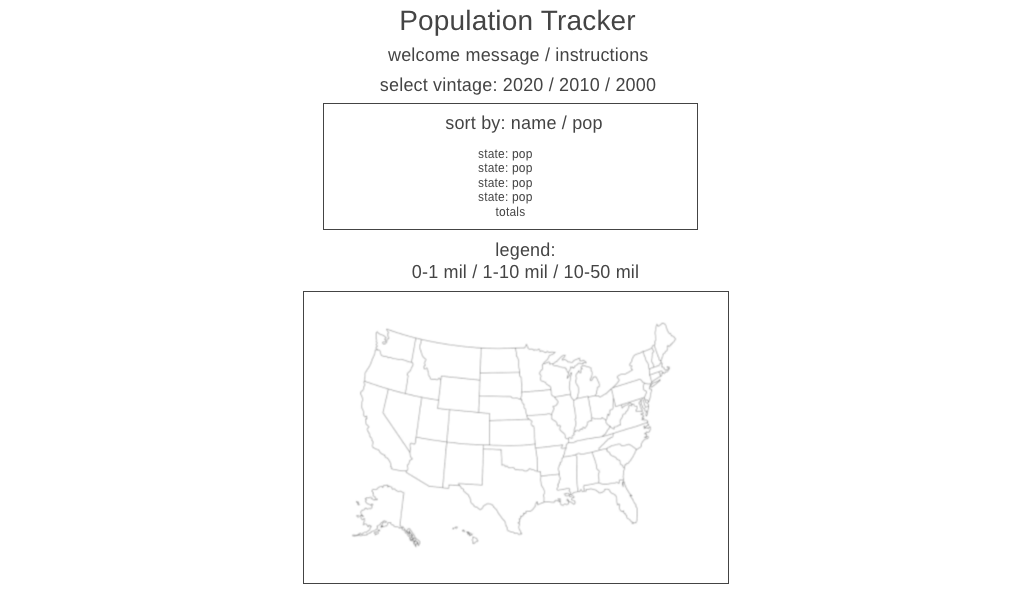 Population Tracker
welcome message / instructions
select vintage: 2020 / 2010 / 2000
sort by: name / pop
state: pop
state: pop
state: pop
state: pop
totals
legend:
0-1 mil / 1-10 mil / 10-50 mil